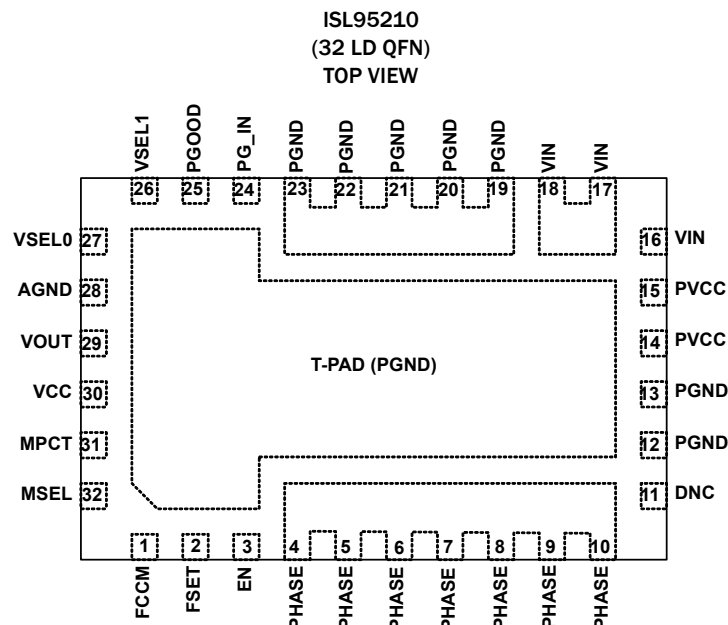 ISL95210
(32 LD QFN)
TOP VIEW
VSEL1
PGOOD
PG_IN
PGND
PGND
PGND
PGND
PGND
VIN
VIN
26
25
24
23
22
21
20
19
18
17
VSEL0 27
16 VIN
AGND 28
15 PVCC
VOUT 29
14 PVCC
T-PAD (PGND)
VCC 30
13 PGND
MPCT 31
12 PGND
MSEL 32
11 DNC
1
2
3
4
5
6
7
8
9
10
FCCM
FSET
EN
PHASE
PHASE
PHASE
PHASE
PHASE
PHASE
PHASE